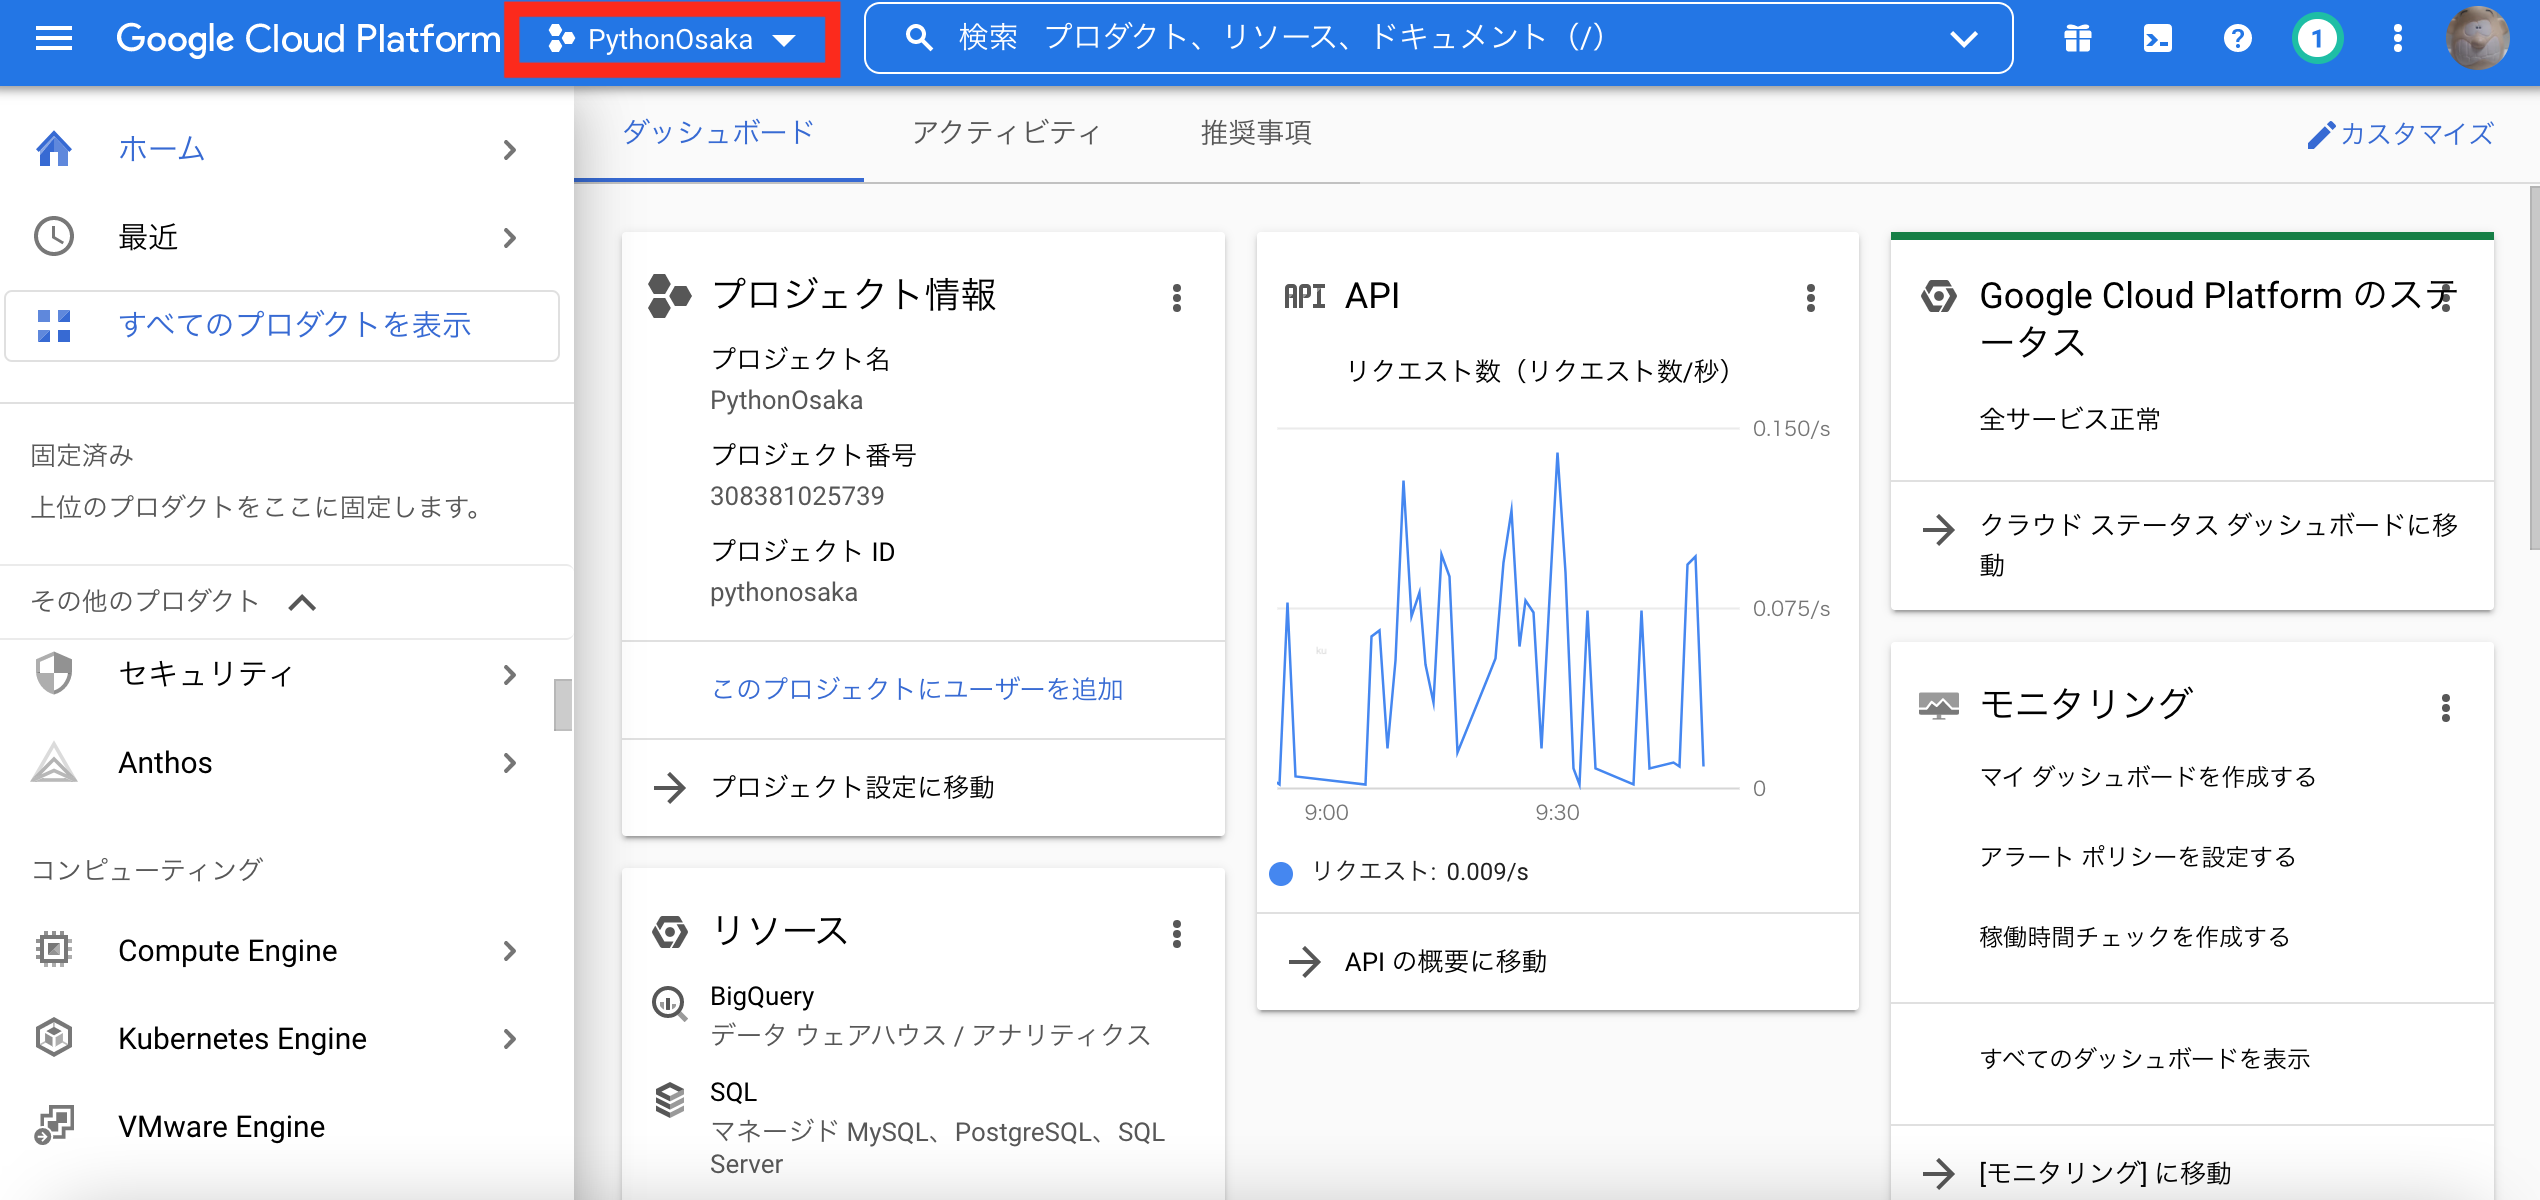 Google Cloud Platform
PythonOsaka
検索 プロダクト、リソース、ドキュメント (/)
1
ホーム
最近
すべてのプロダクトを表示
固定済み
上位のプロダクトをここに固定します。
その他のプロダクト
セキュリティ
Anthos
コンピューティング
Compute Engine
Kubernetes Engine
VMware Engine
ダッシュボード
アクティビティ
推奨事項
カスタマイズ
プロジェクト情報
プロジェクト名
PythonOsaka
プロジェクト番号
308381025739
プロジェクト ID
pythonosaka
このプロジェクトにユーザーを追加
プロジェクト設定に移動
リソース
BigQuery
データ ウェアハウス / アナリティクス
SQL
マネージド MySQL、PostgreSQL、SQL
Server
API API
リクエスト数（リクエスト数/秒）
0.150/s
0.075/s
0
9:00
9:30
ku
リクエスト: 0.009/s
API の概要に移動
Google Cloud Platform のステ
ータス
全サービス正常
クラウド ステータス ダッシュボードに移
動
モニタリング
マイ ダッシュボードを作成する
アラート ポリシーを設定する
稼働時間チェックを作成する
すべてのダッシュボードを表示
[モニタリング] に移動